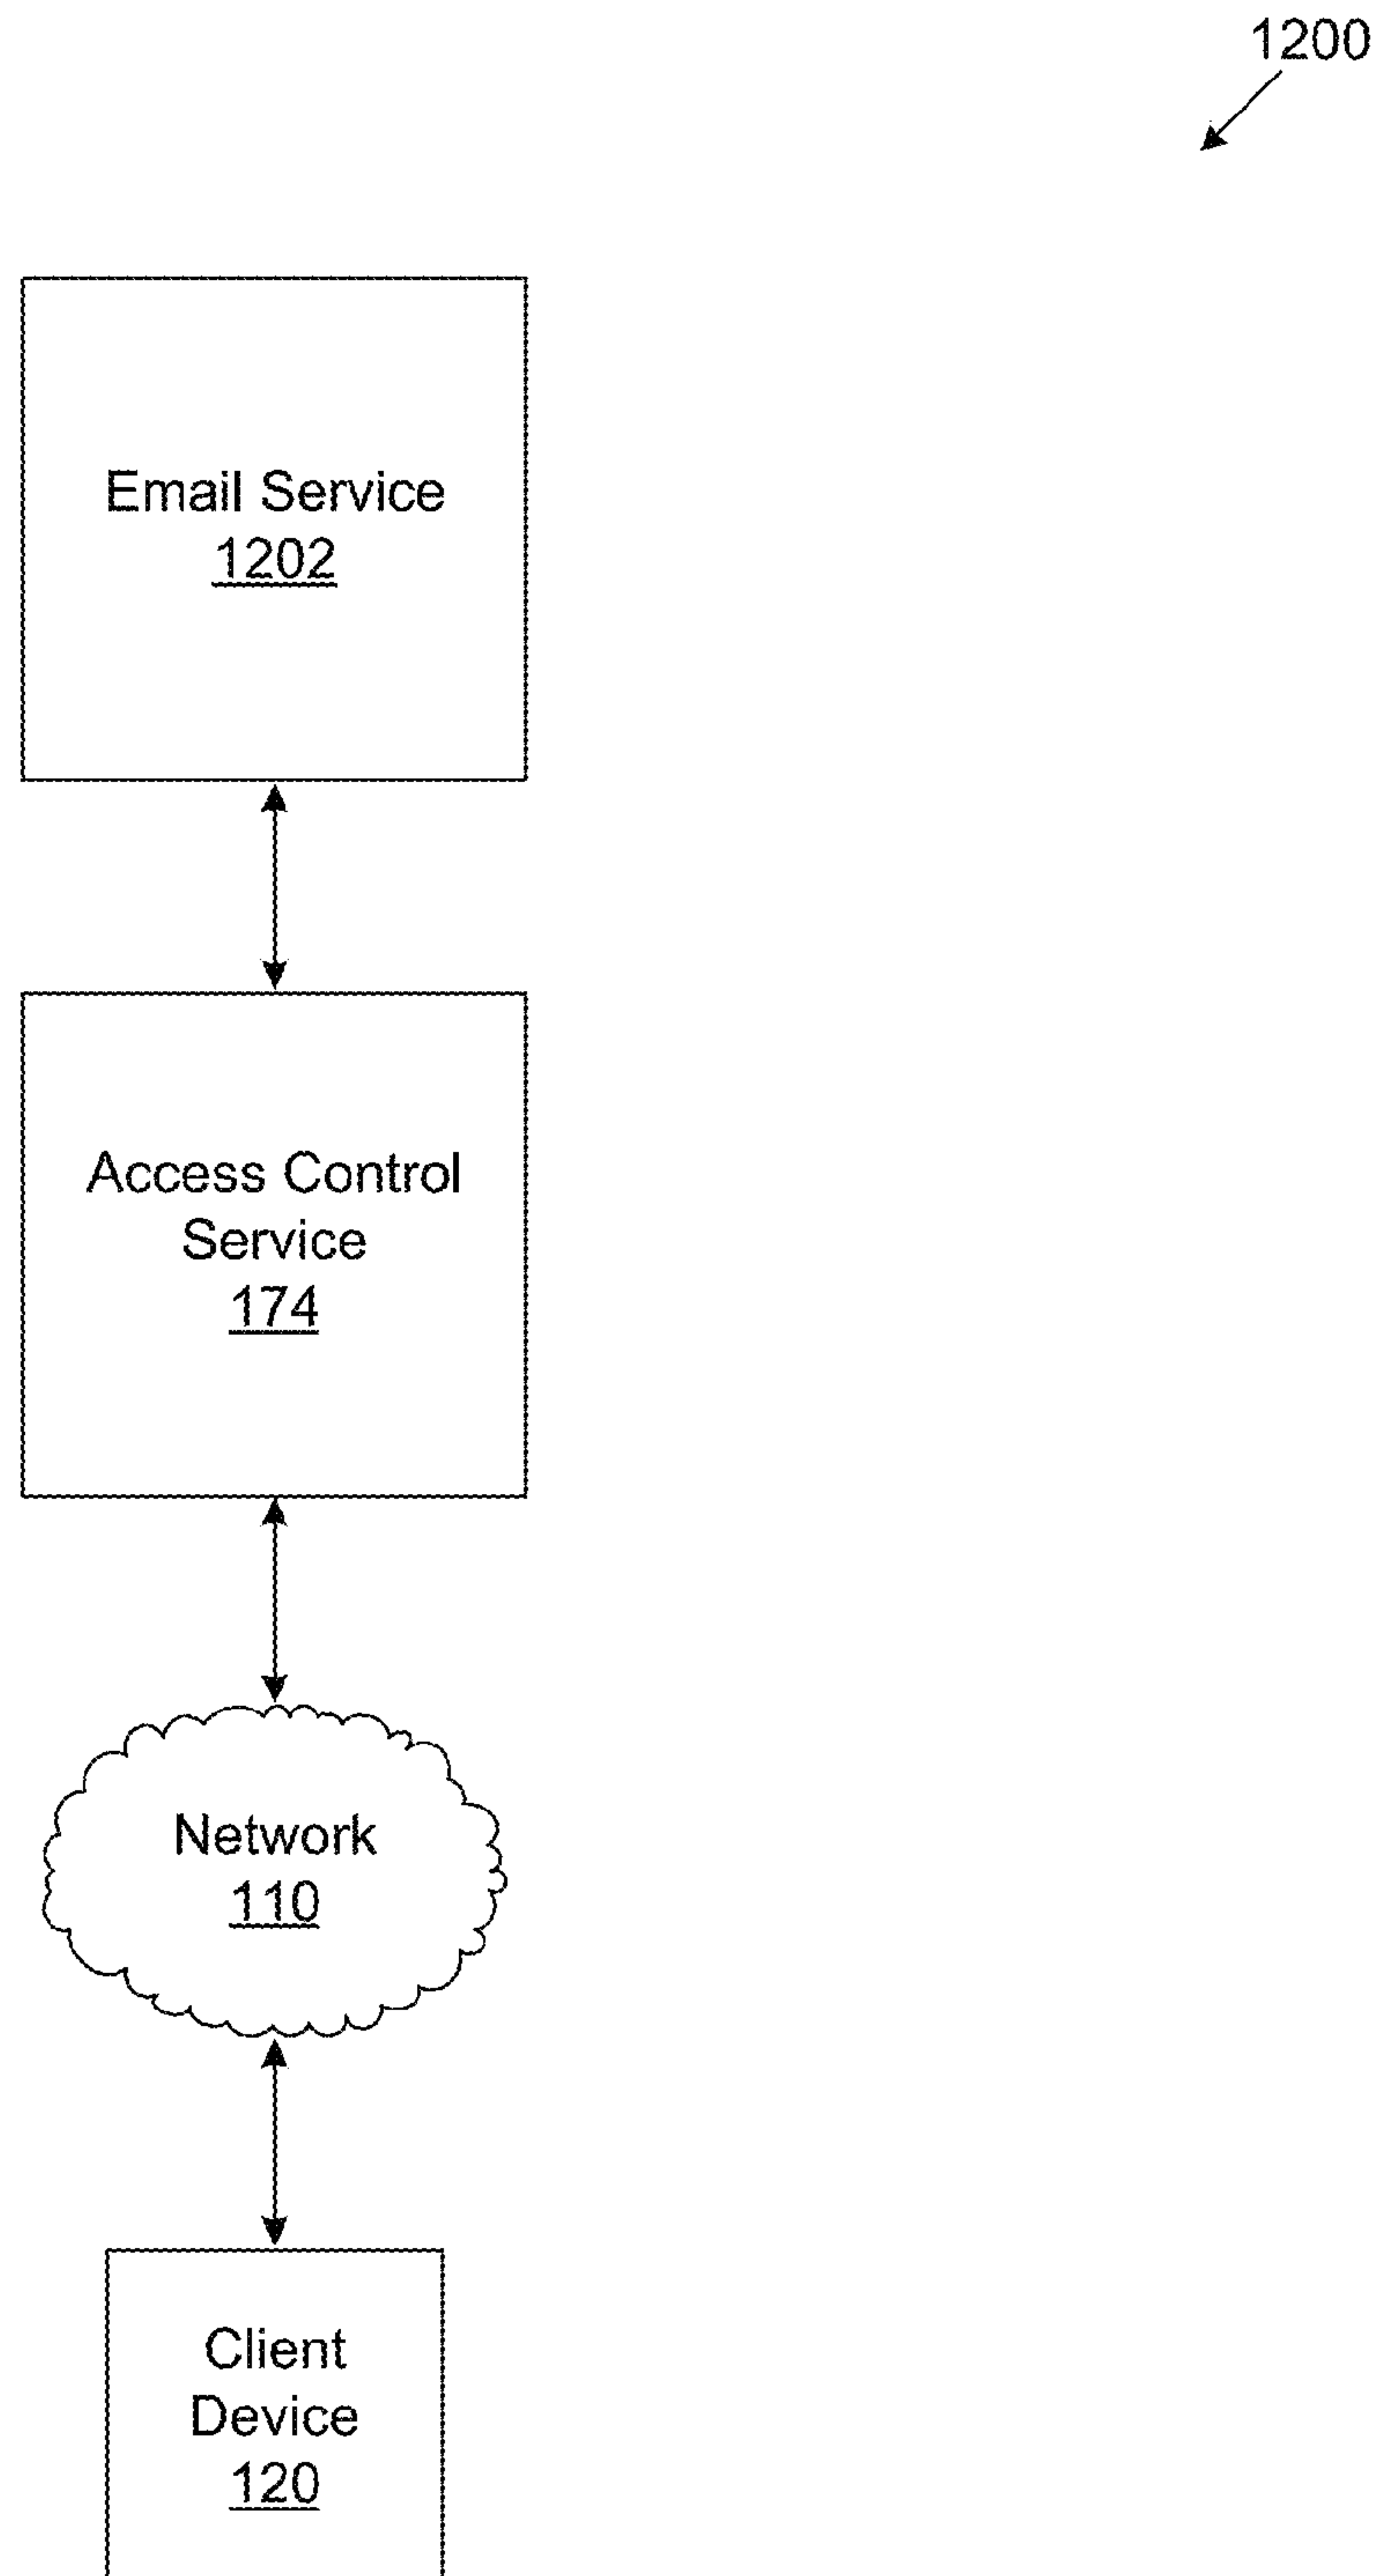 1200
Email Service
1202
Access Control
Service
174
Network
110
Client
Device
120